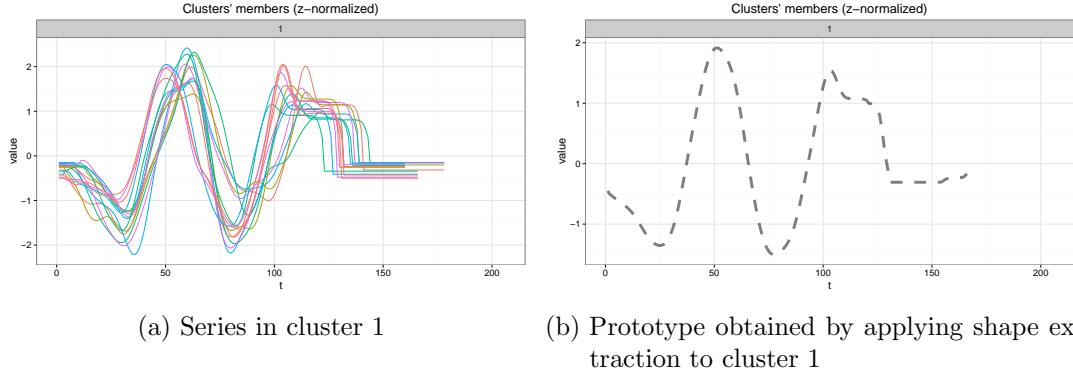 Clusters' members (z-normalized)
1
value
2
1
0
−1
−2
0
50
100
150
200
t
(a) Series in cluster 1
Clusters' members (z-normalized)
1
value
2
1
0
−1
0
50
100
150
200
t
(b) Prototype obtained by applying shape ex
traction to cluster 1